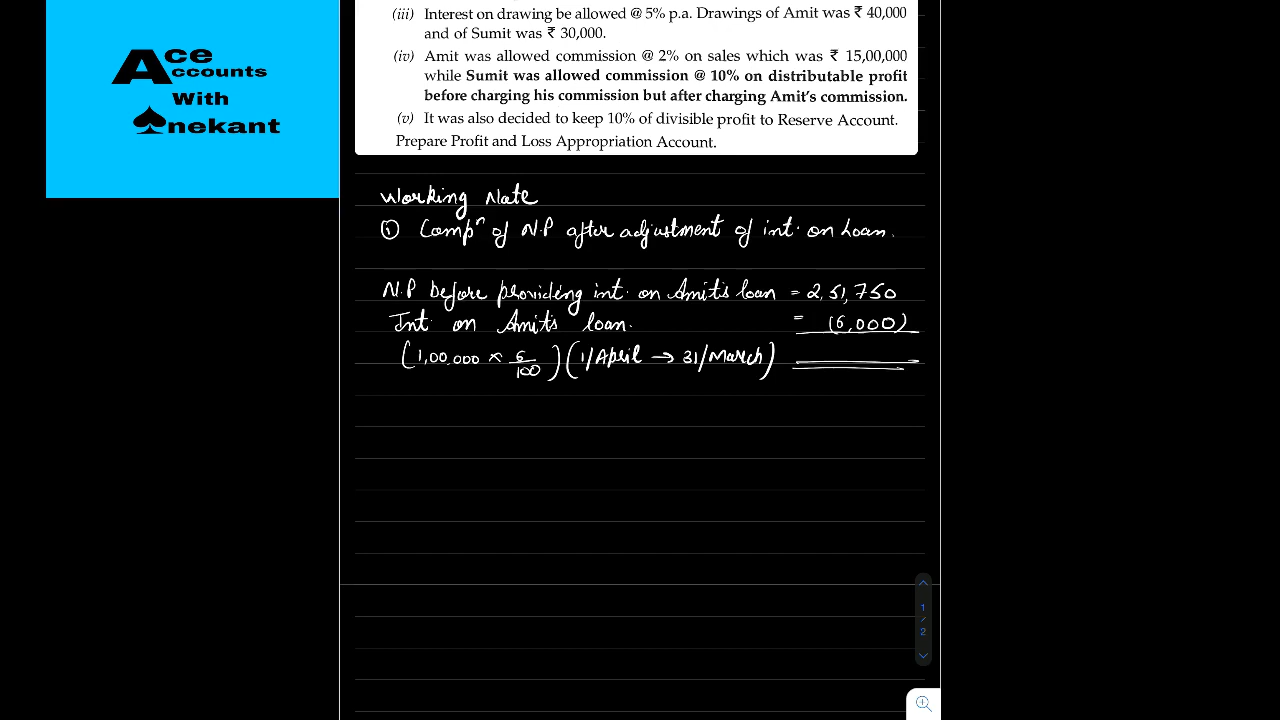 Ace
Accounts
With
Anekant
(iii) Interest on drawing be allowed @ 5% p.a. Drawings of Amit was ₹ 40,000
and of Sumit was ₹ 30,000.
(iv) Amit was allowed commission @ 2% on sales which was ₹ 15,00,000
while Sumit was allowed commission @ 10% on distributable profit
before charging his commission but after charging Amit's commission.
(v) It was also decided to keep 10% of divisible profit to Reserve Account.
Prepare Profit and Loss Appropriation Account.
Working Note
(i) Compⁿ of N.P after adjustment of int. on Loan.
N.P before providing int. on Amit's loan = 2,51,750
Int. on Amit's loan. = (6,000)
(1,00,000 × 6/100) (1/April → 31/March)
1
/
2